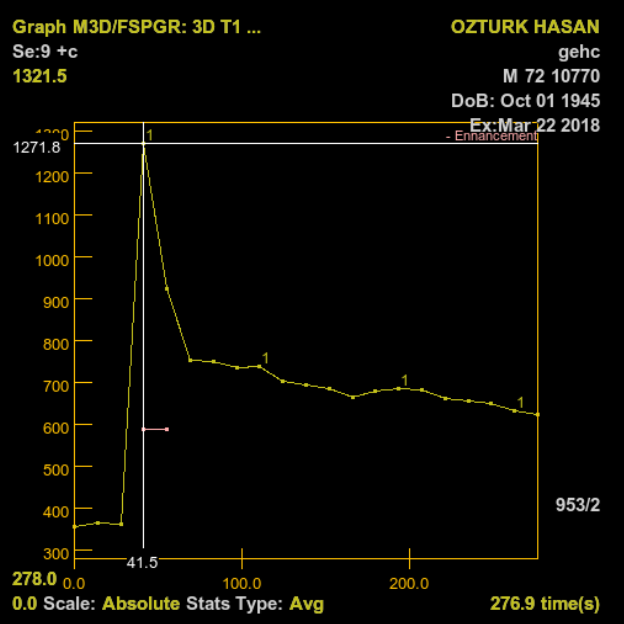 Graph M3D/FSPGR: 3D T1 ...
OZTURK HASAN
Se:9 +c
gehc
1321.5
M 72 10770
DoB: Oct 01 1945
Ex:Mar 22 2018
1300
1
- Enhancement
1271.8
1200
1100
1000
900
800
1
700
1
1
600
500
400
953/2
300
41.5
278.0
0.0
100.0
200.0
0.0 Scale: Absolute Stats Type: Avg
276.9 time(s)